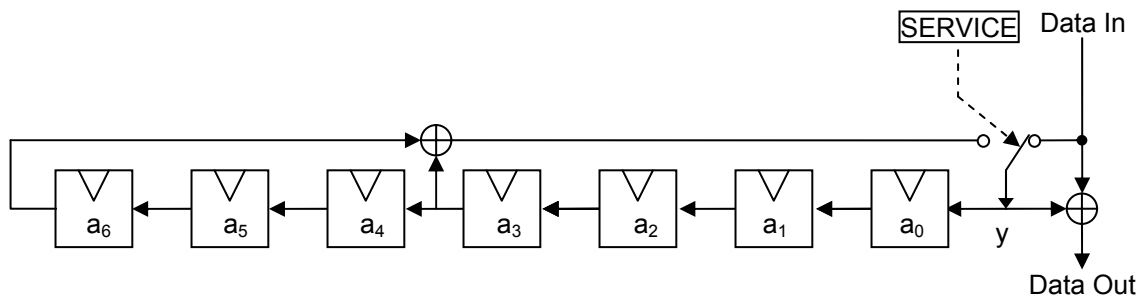 SERVICE
Data In
a₆
a₅
a₄
a₃
a₂
a₁
a₀
y
Data Out